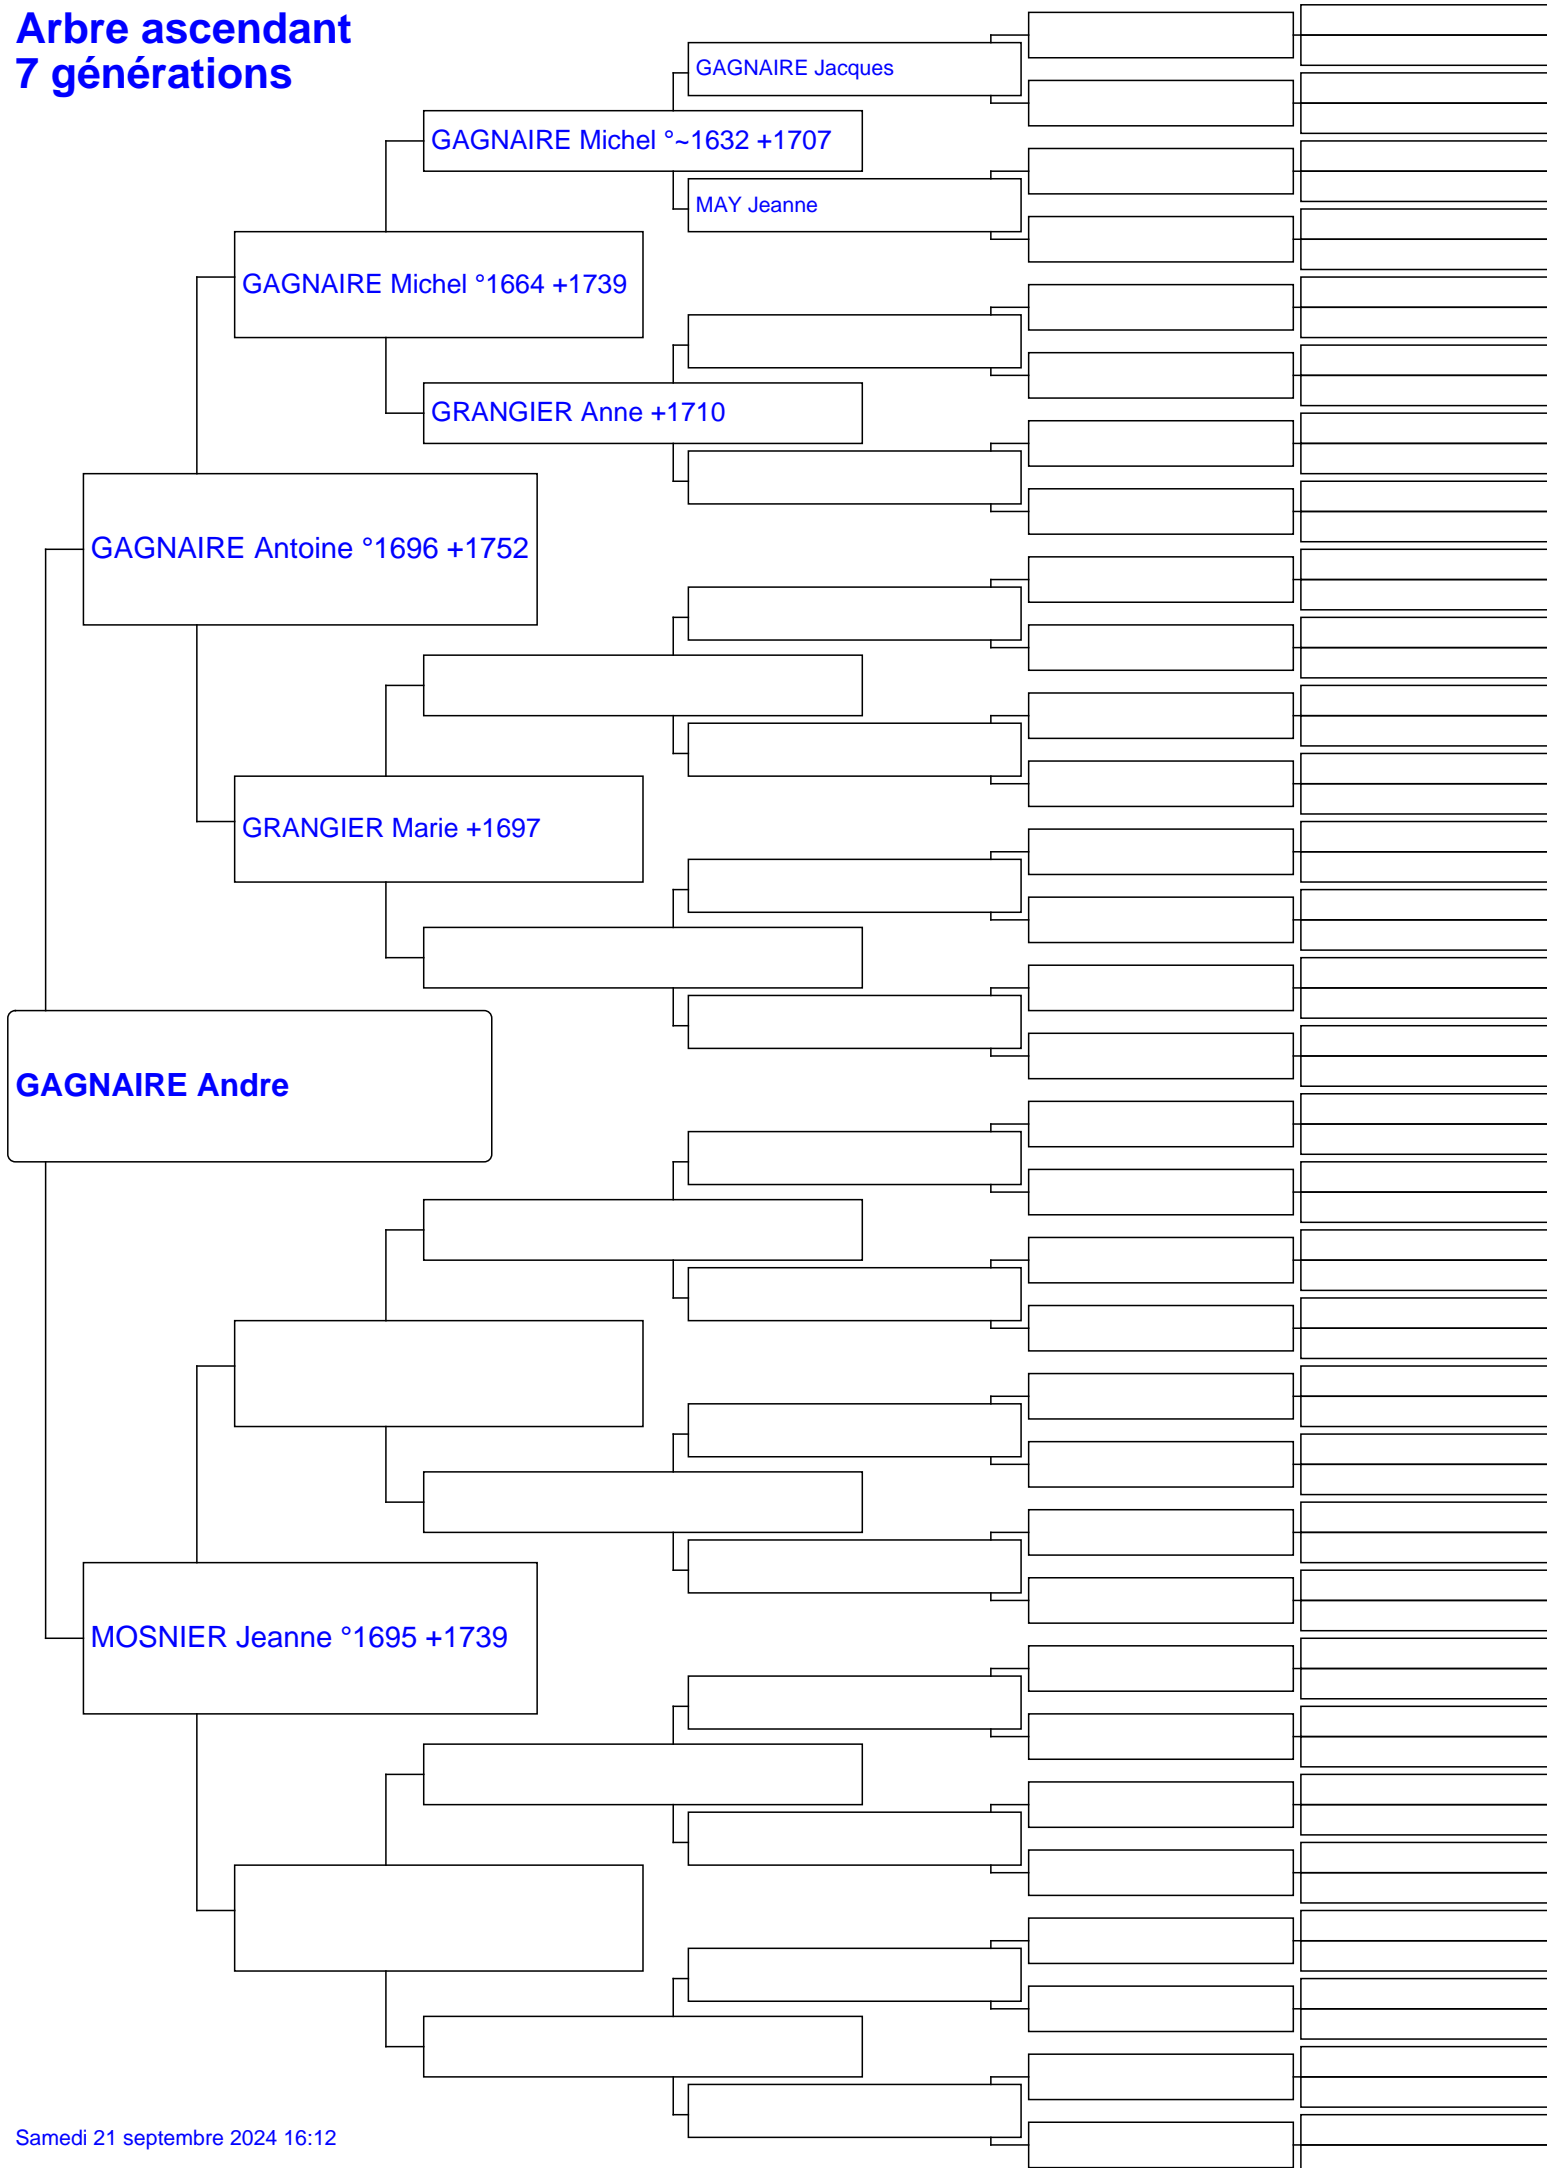 Arbre ascendant
7 générations
GAGNAIRE Jacques
GAGNAIRE Michel °~1632 +1707
MAY Jeanne
GAGNAIRE Michel °1664 +1739
GRANGIER Anne +1710
GAGNAIRE Antoine °1696 +1752
GRANGIER Marie +1697
GAGNAIRE Andre
MOSNIER Jeanne °1695 +1739
Samedi 21 septembre 2024 16:12